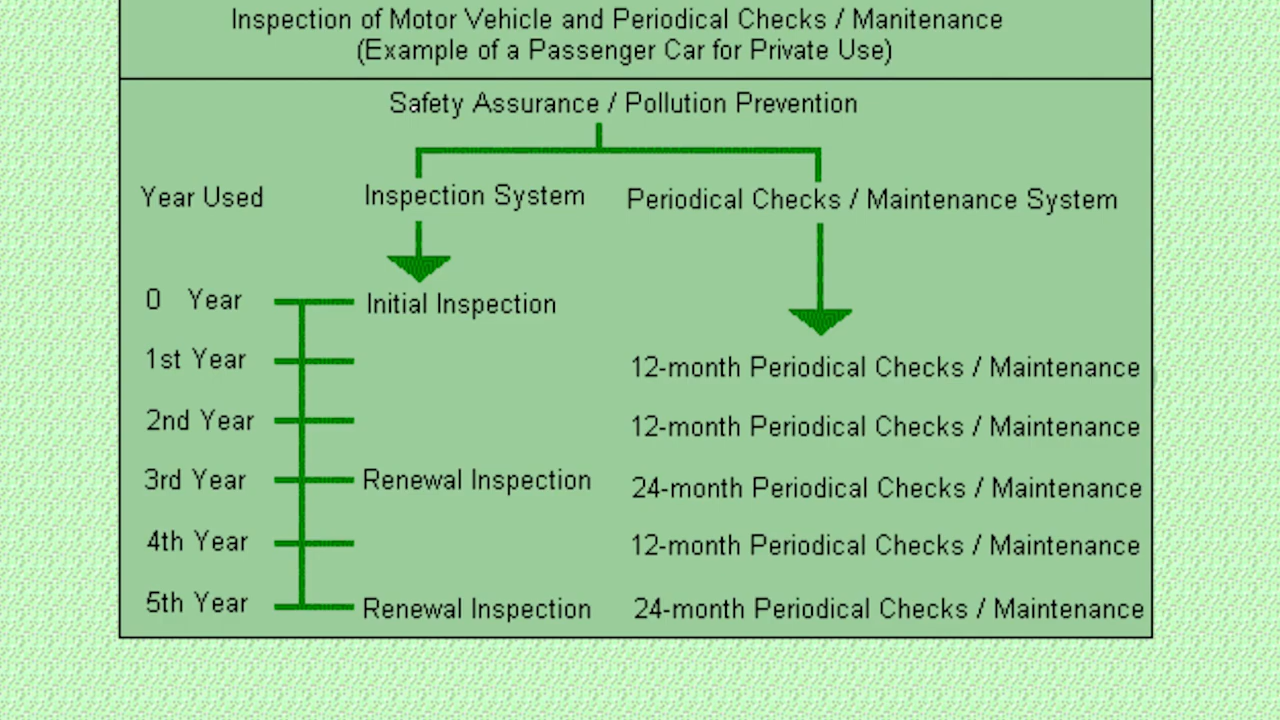 Inspection of Motor Vehicle and Periodical Checks / Manitenance
(Example of a Passenger Car for Private Use)
Safety Assurance / Pollution Prevention
Year Used Inspection System Periodical Checks / Maintenance System
0 Year Initial Inspection
1st Year 12-month Periodical Checks / Maintenance
2nd Year 12-month Periodical Checks / Maintenance
3rd Year Renewal Inspection 24-month Periodical Checks / Maintenance
4th Year 12-month Periodical Checks / Maintenance
5th Year Renewal Inspection 24-month Periodical Checks / Maintenance